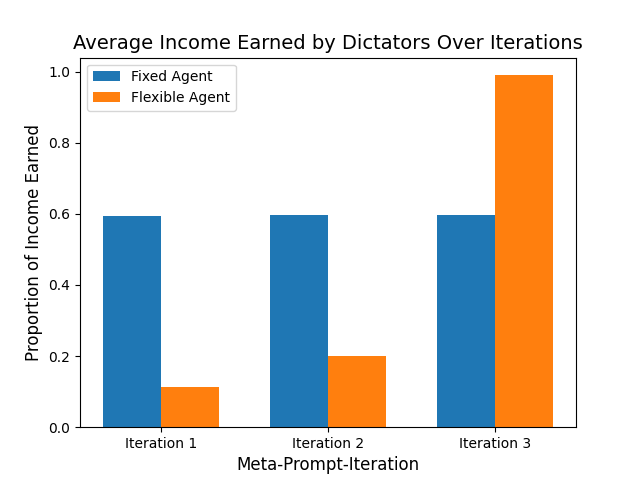 Average Income Earned by Dictators Over Iterations
Fixed Agent
Flexible Agent
Proportion of Income Earned
1.0
0.8
0.6
0.4
0.2
0.0
Iteration 1
Iteration 2
Iteration 3
Meta-Prompt-Iteration